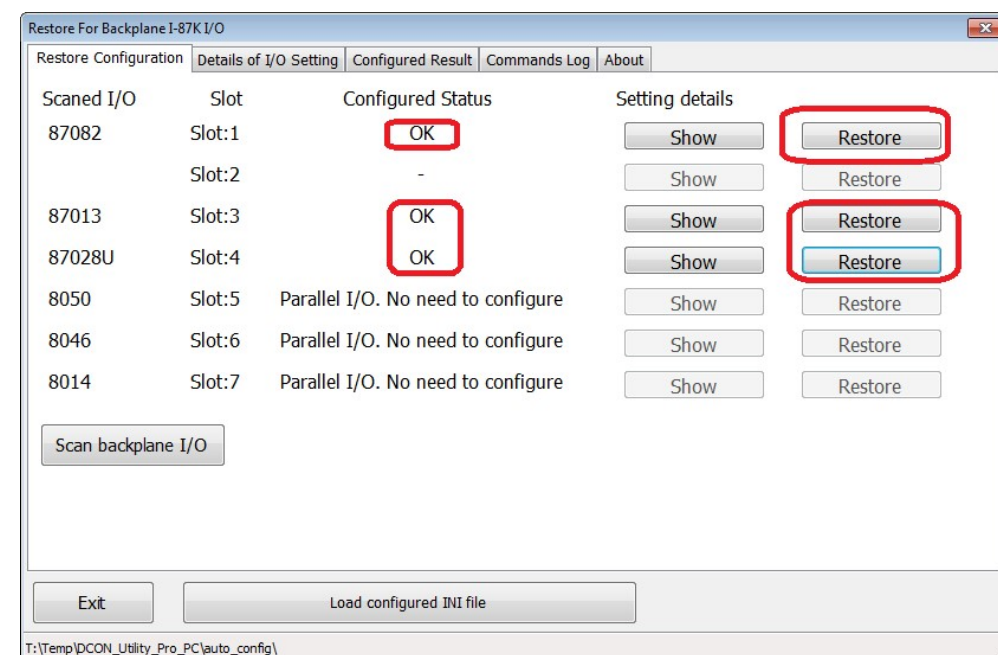 Restore For Backplane I-87K I/O
Restore Configuration Details of I/O Setting Configured Result Commands Log About
Scaned I/O Slot Configured Status Setting details
87082 Slot:1 OK Show Restore
Slot:2 - Show Restore
87013 Slot:3 OK Show Restore
87028U Slot:4 OK Show Restore
8050 Slot:5 Parallel I/O. No need to configure Show Restore
8046 Slot:6 Parallel I/O. No need to configure Show Restore
8014 Slot:7 Parallel I/O. No need to configure Show Restore
Scan backplane I/O
Exit Load configured INI file
T:\Temp\DCON_Utility_Pro_PC\auto_config\